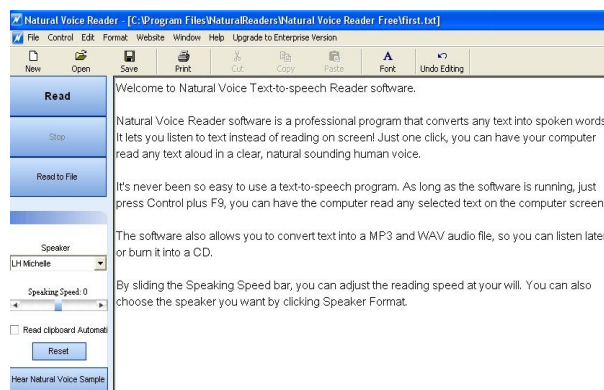 Natural Voice Reader - [C:\Program Files\NaturalReaders\Natural Voice Reader Free\first.txt]
File Control Edit Format Website Window Help Upgrade to Enterprise Version
New Open Save Print Cut Copy Paste Font Undo Editing
Read
Stop
Read to File
Speaker
LH Michelle
Speaking Speed: 0
Read clipboard Automati
Reset
Hear Natural Voice Sample
Welcome to Natural Voice Text-to-speech Reader software.
Natural Voice Reader software is a professional program that converts any text into spoken words
It lets you listen to text instead of reading on screen! Just one click, you can have your computer
read any text aloud in a clear, natural sounding human voice.
It's never been so easy to use a text-to-speech program. As long as the software is running, just
press Control plus F9, you can have the computer read any selected text on the computer screen
The software also allows you to convert text into a MP3 and WAV audio file, so you can listen late
or burn it into a CD.
By sliding the Speaking Speed bar, you can adjust the reading speed at your will. You can also
choose the speaker you want by clicking Speaker Format.